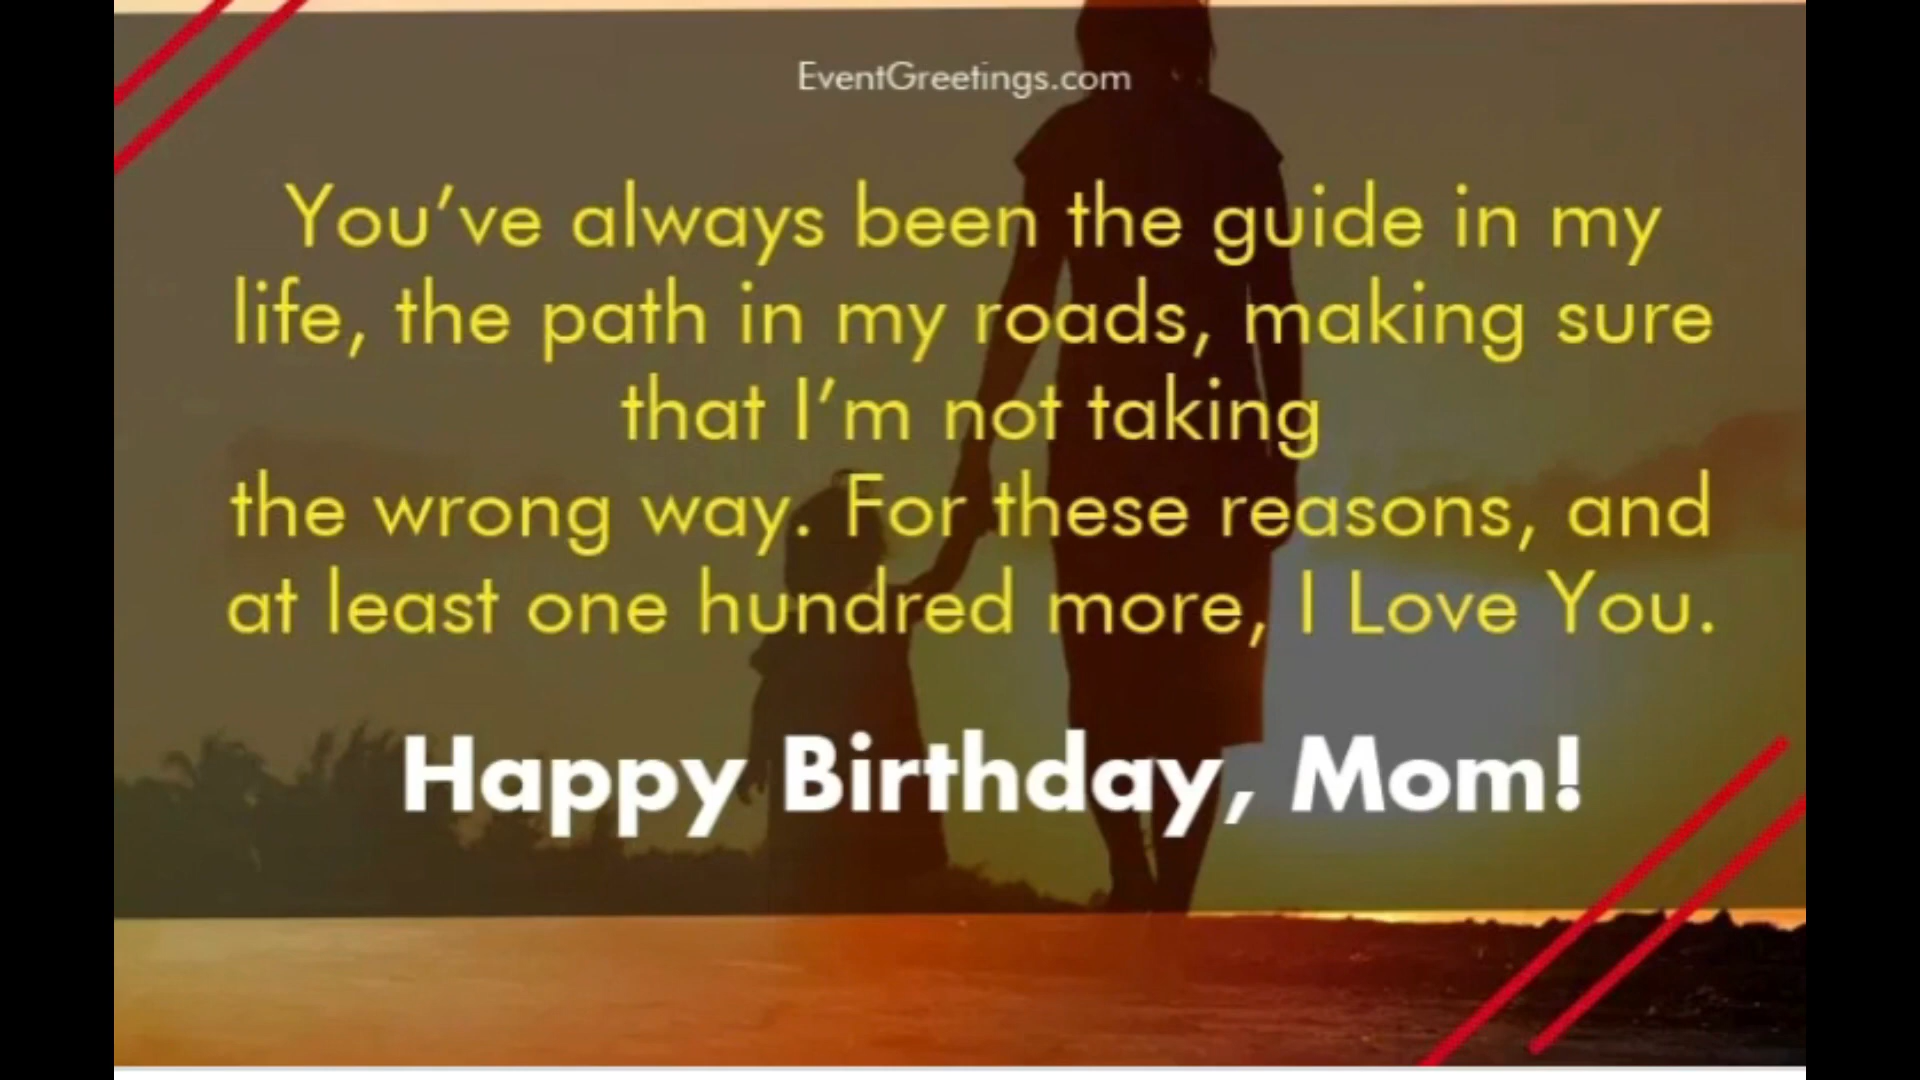 EventGreetings.com
You’ve always been the guide in my
life, the path in my roads, making sure
that I’m not taking
the wrong way. For these reasons, and
at least one hundred more, I Love You.
Happy Birthday, Mom!